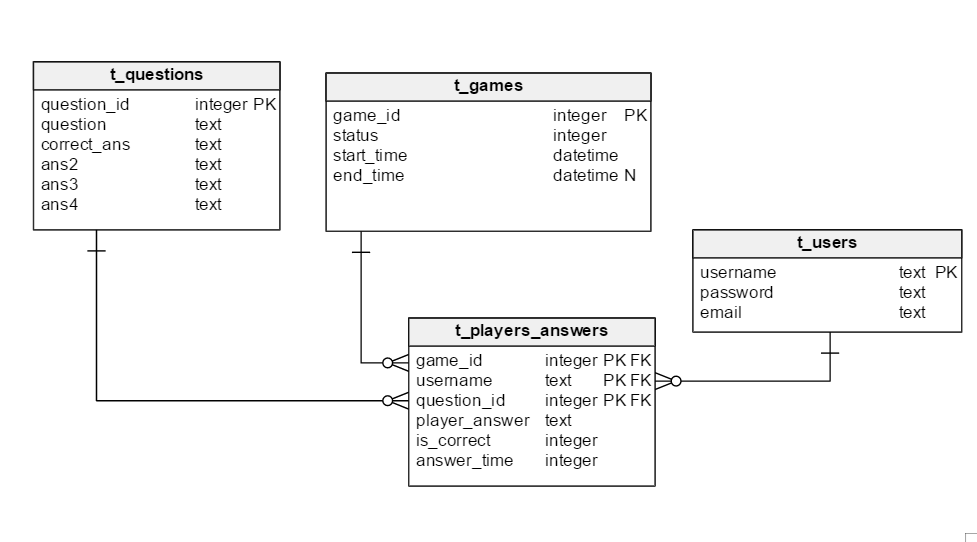 t_questions
question_id integer PK
question text
correct_ans text
ans2 text
ans3 text
ans4 text
t_games
game_id integer PK
status integer
start_time datetime
end_time datetime N
t_users
username text PK
password text
email text
t_players_answers
game_id integer PK FK
username text PK FK
question_id integer PK FK
player_answer text
is_correct integer
answer_time integer